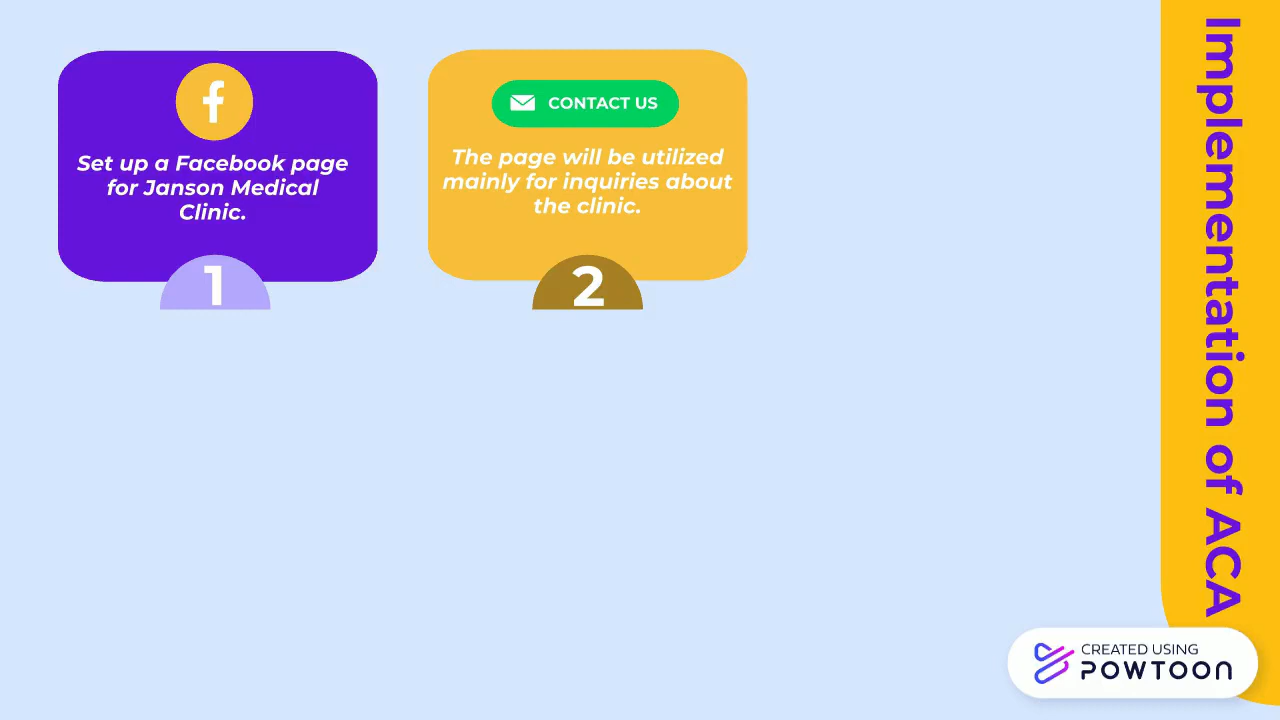 Set up a Facebook page
for Janson Medical
Clinic.
1
CONTACT US
The page will be utilized
mainly for inquiries about
the clinic.
2
Implementation of ACA
CREATED USING
POWTOON